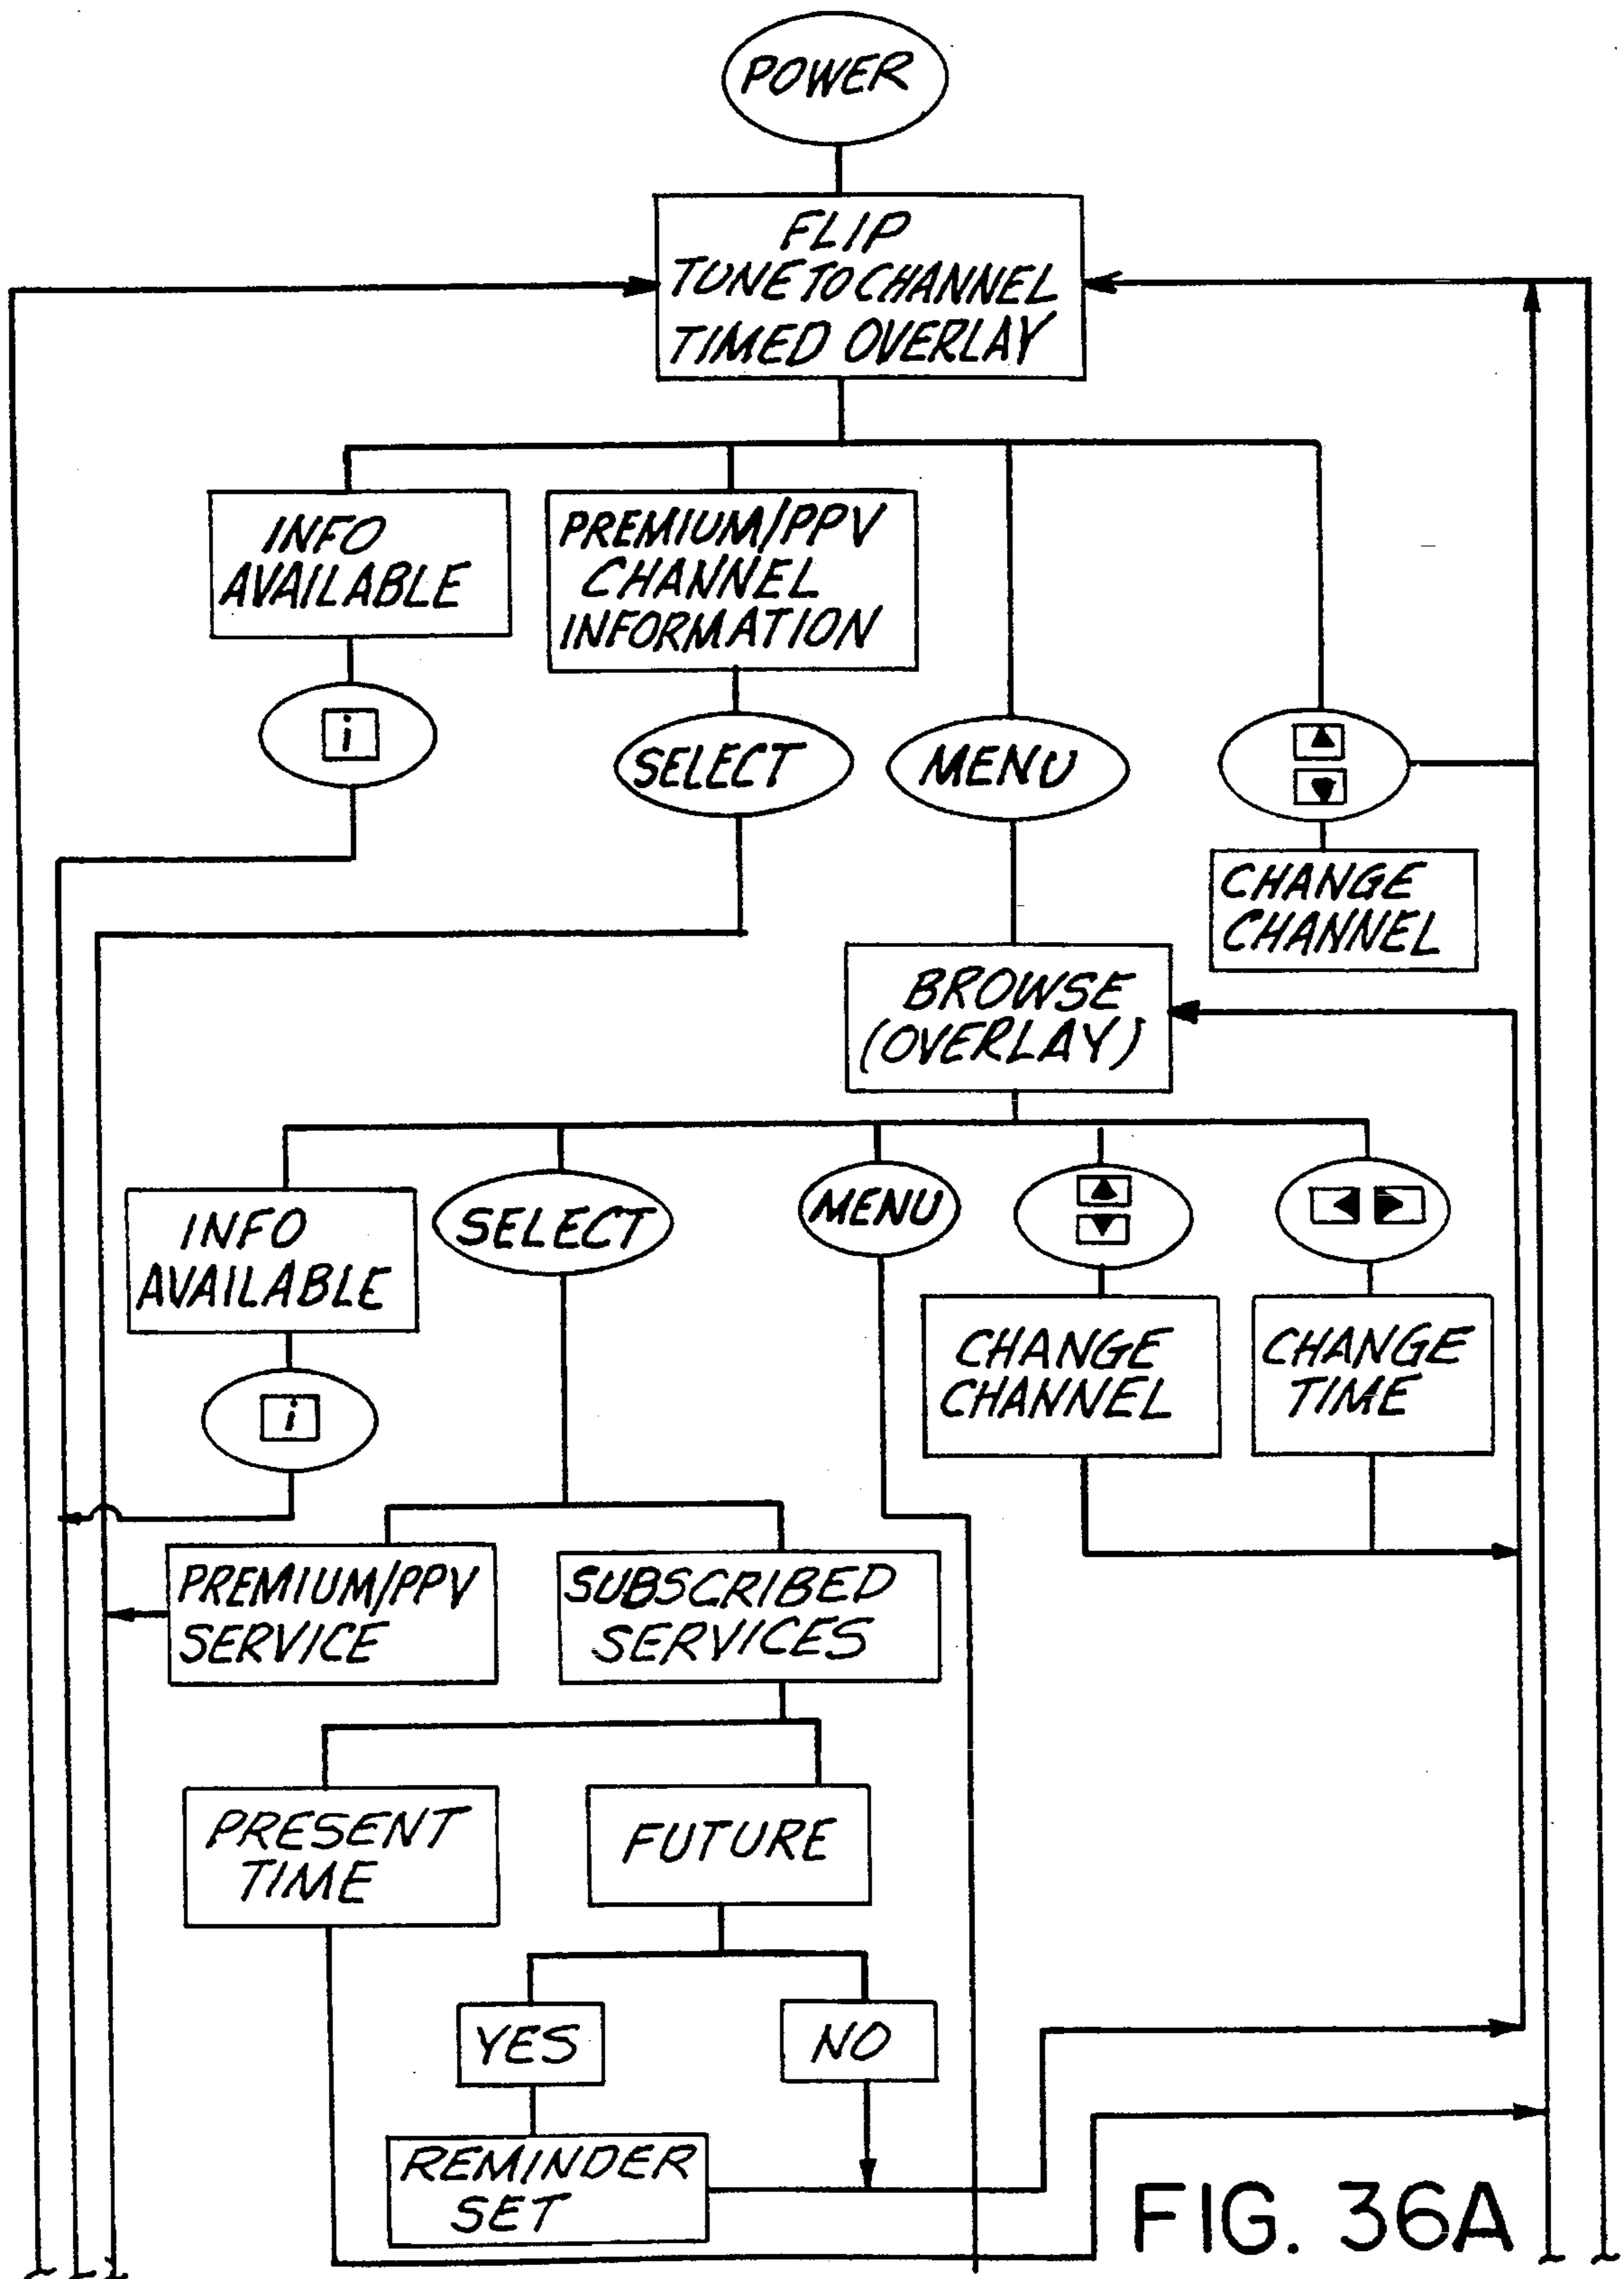 POWER
FLIP
TUNE TO CHANNEL
TIMED OVERLAY
INFO
AVAILABLE
PREMIUM/PPV
CHANNEL
INFORMATION
i
SELECT
MENU
CHANGE
CHANNEL
BROWSE
(OVERLAY)
INFO
AVAILABLE
SELECT
MENU
i
CHANGE
CHANNEL
CHANGE
TIME
PREMIUM/PPV
SERVICE
SUBSCRIBED
SERVICES
PRESENT
TIME
FUTURE
YES
NO
REMINDER
SET
FIG. 36A